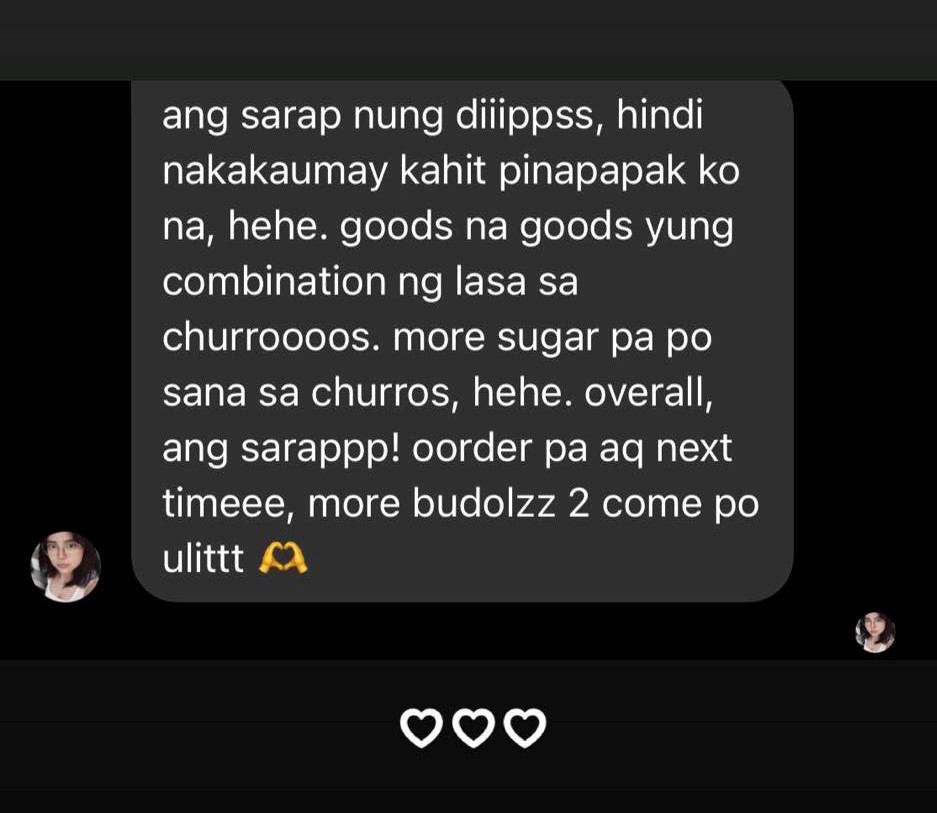 ang sarap nung diiippss, hindi
nakakaumay kahit pinapapak ko
na, hehe. goods na goods yung
combination ng lasa sa
churroooos. more sugar pa po
sana sa churros, hehe. overall,
ang sarappp! oorder pa aq next
timeee, more budolzz 2 come po
ulittt 🫶
♡♡♡